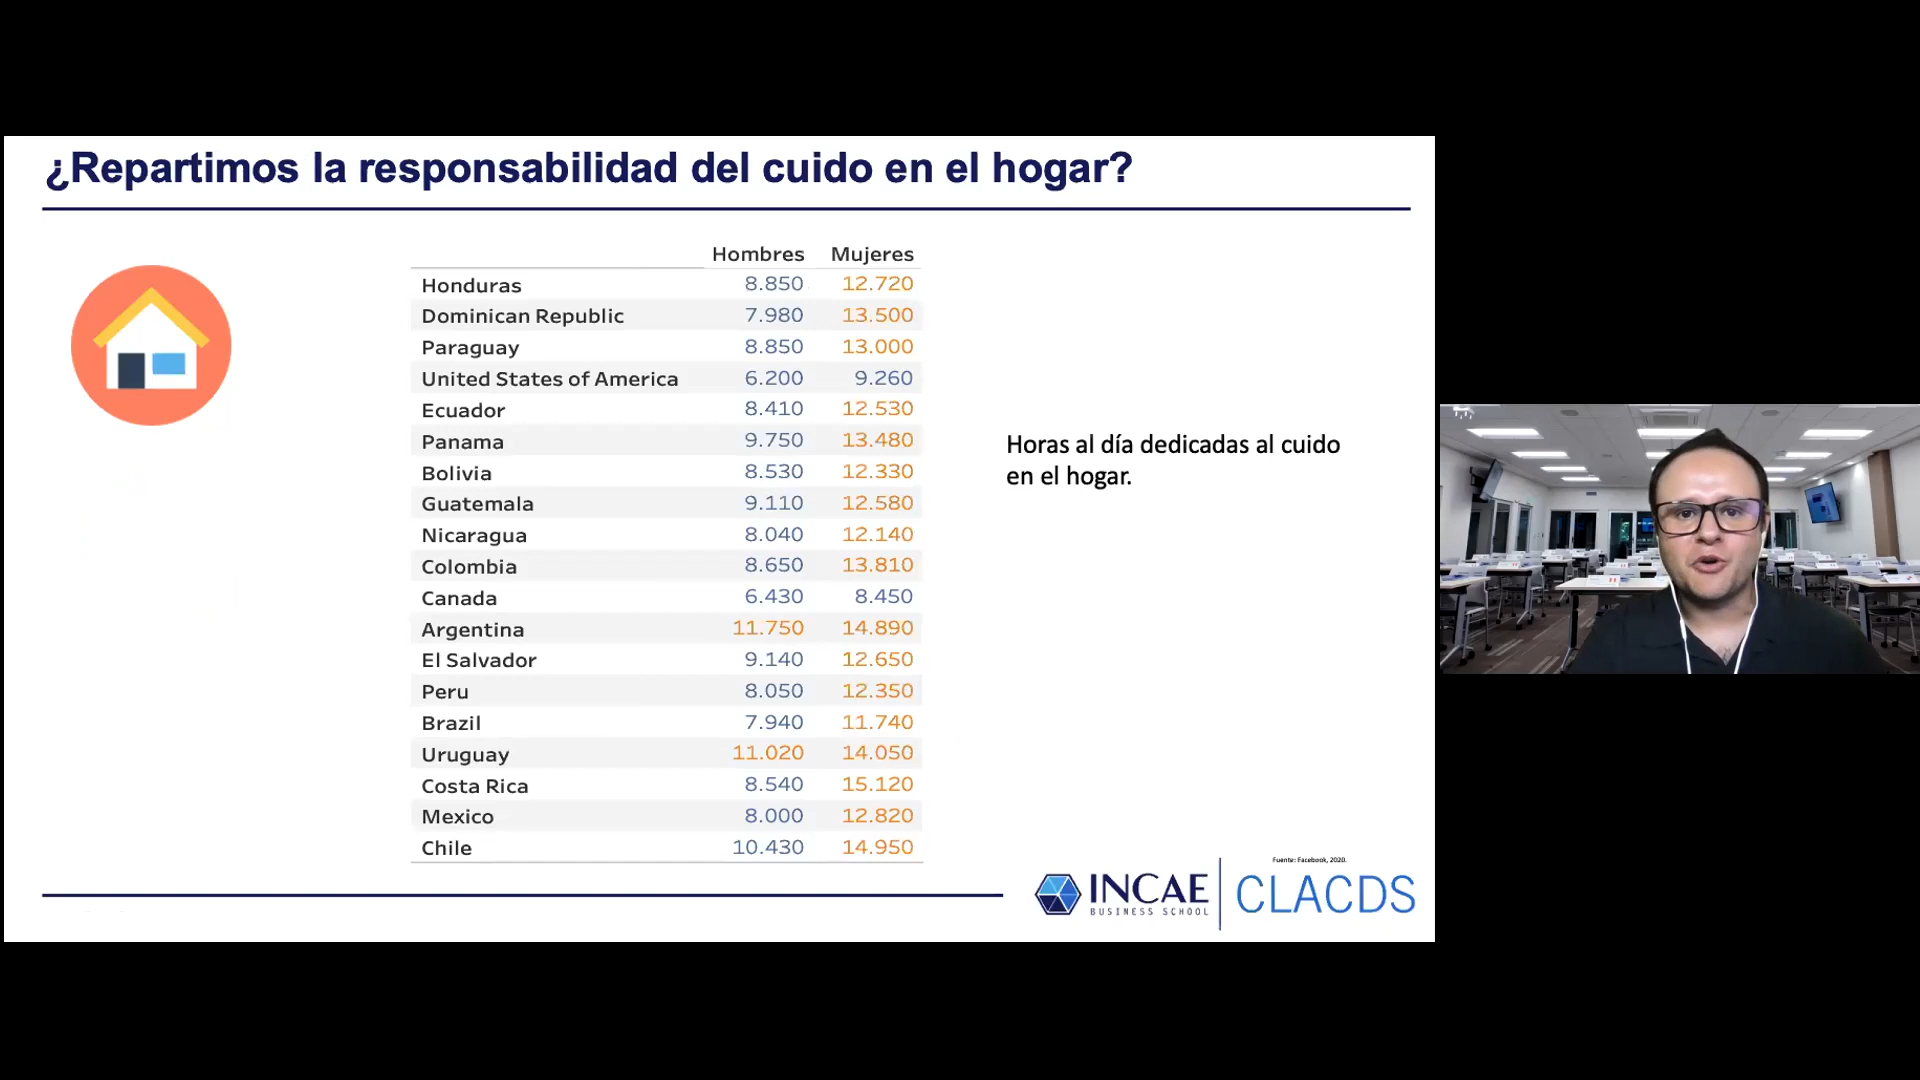 ¿Repartimos la responsabilidad del cuido en el hogar?
Hombres Mujeres
Honduras 8.850 12.720
Dominican Republic 7.980 13.500
Paraguay 8.850 13.000
United States of America 6.200 9.260
Ecuador 8.410 12.530
Panama 9.750 13.480
Bolivia 8.530 12.330
Guatemala 9.110 12.580
Nicaragua 8.040 12.140
Colombia 8.650 13.810
Canada 6.430 8.450
Argentina 11.750 14.890
El Salvador 9.140 12.650
Peru 8.050 12.350
Brazil 7.940 11.740
Uruguay 11.020 14.050
Costa Rica 8.540 15.120
Mexico 8.000 12.820
Chile 10.430 14.950
Horas al día dedicadas al cuido
en el hogar.
Fuente: Facebook, 2020.
INCAE
BUSINESS SCHOOL
CLACDS